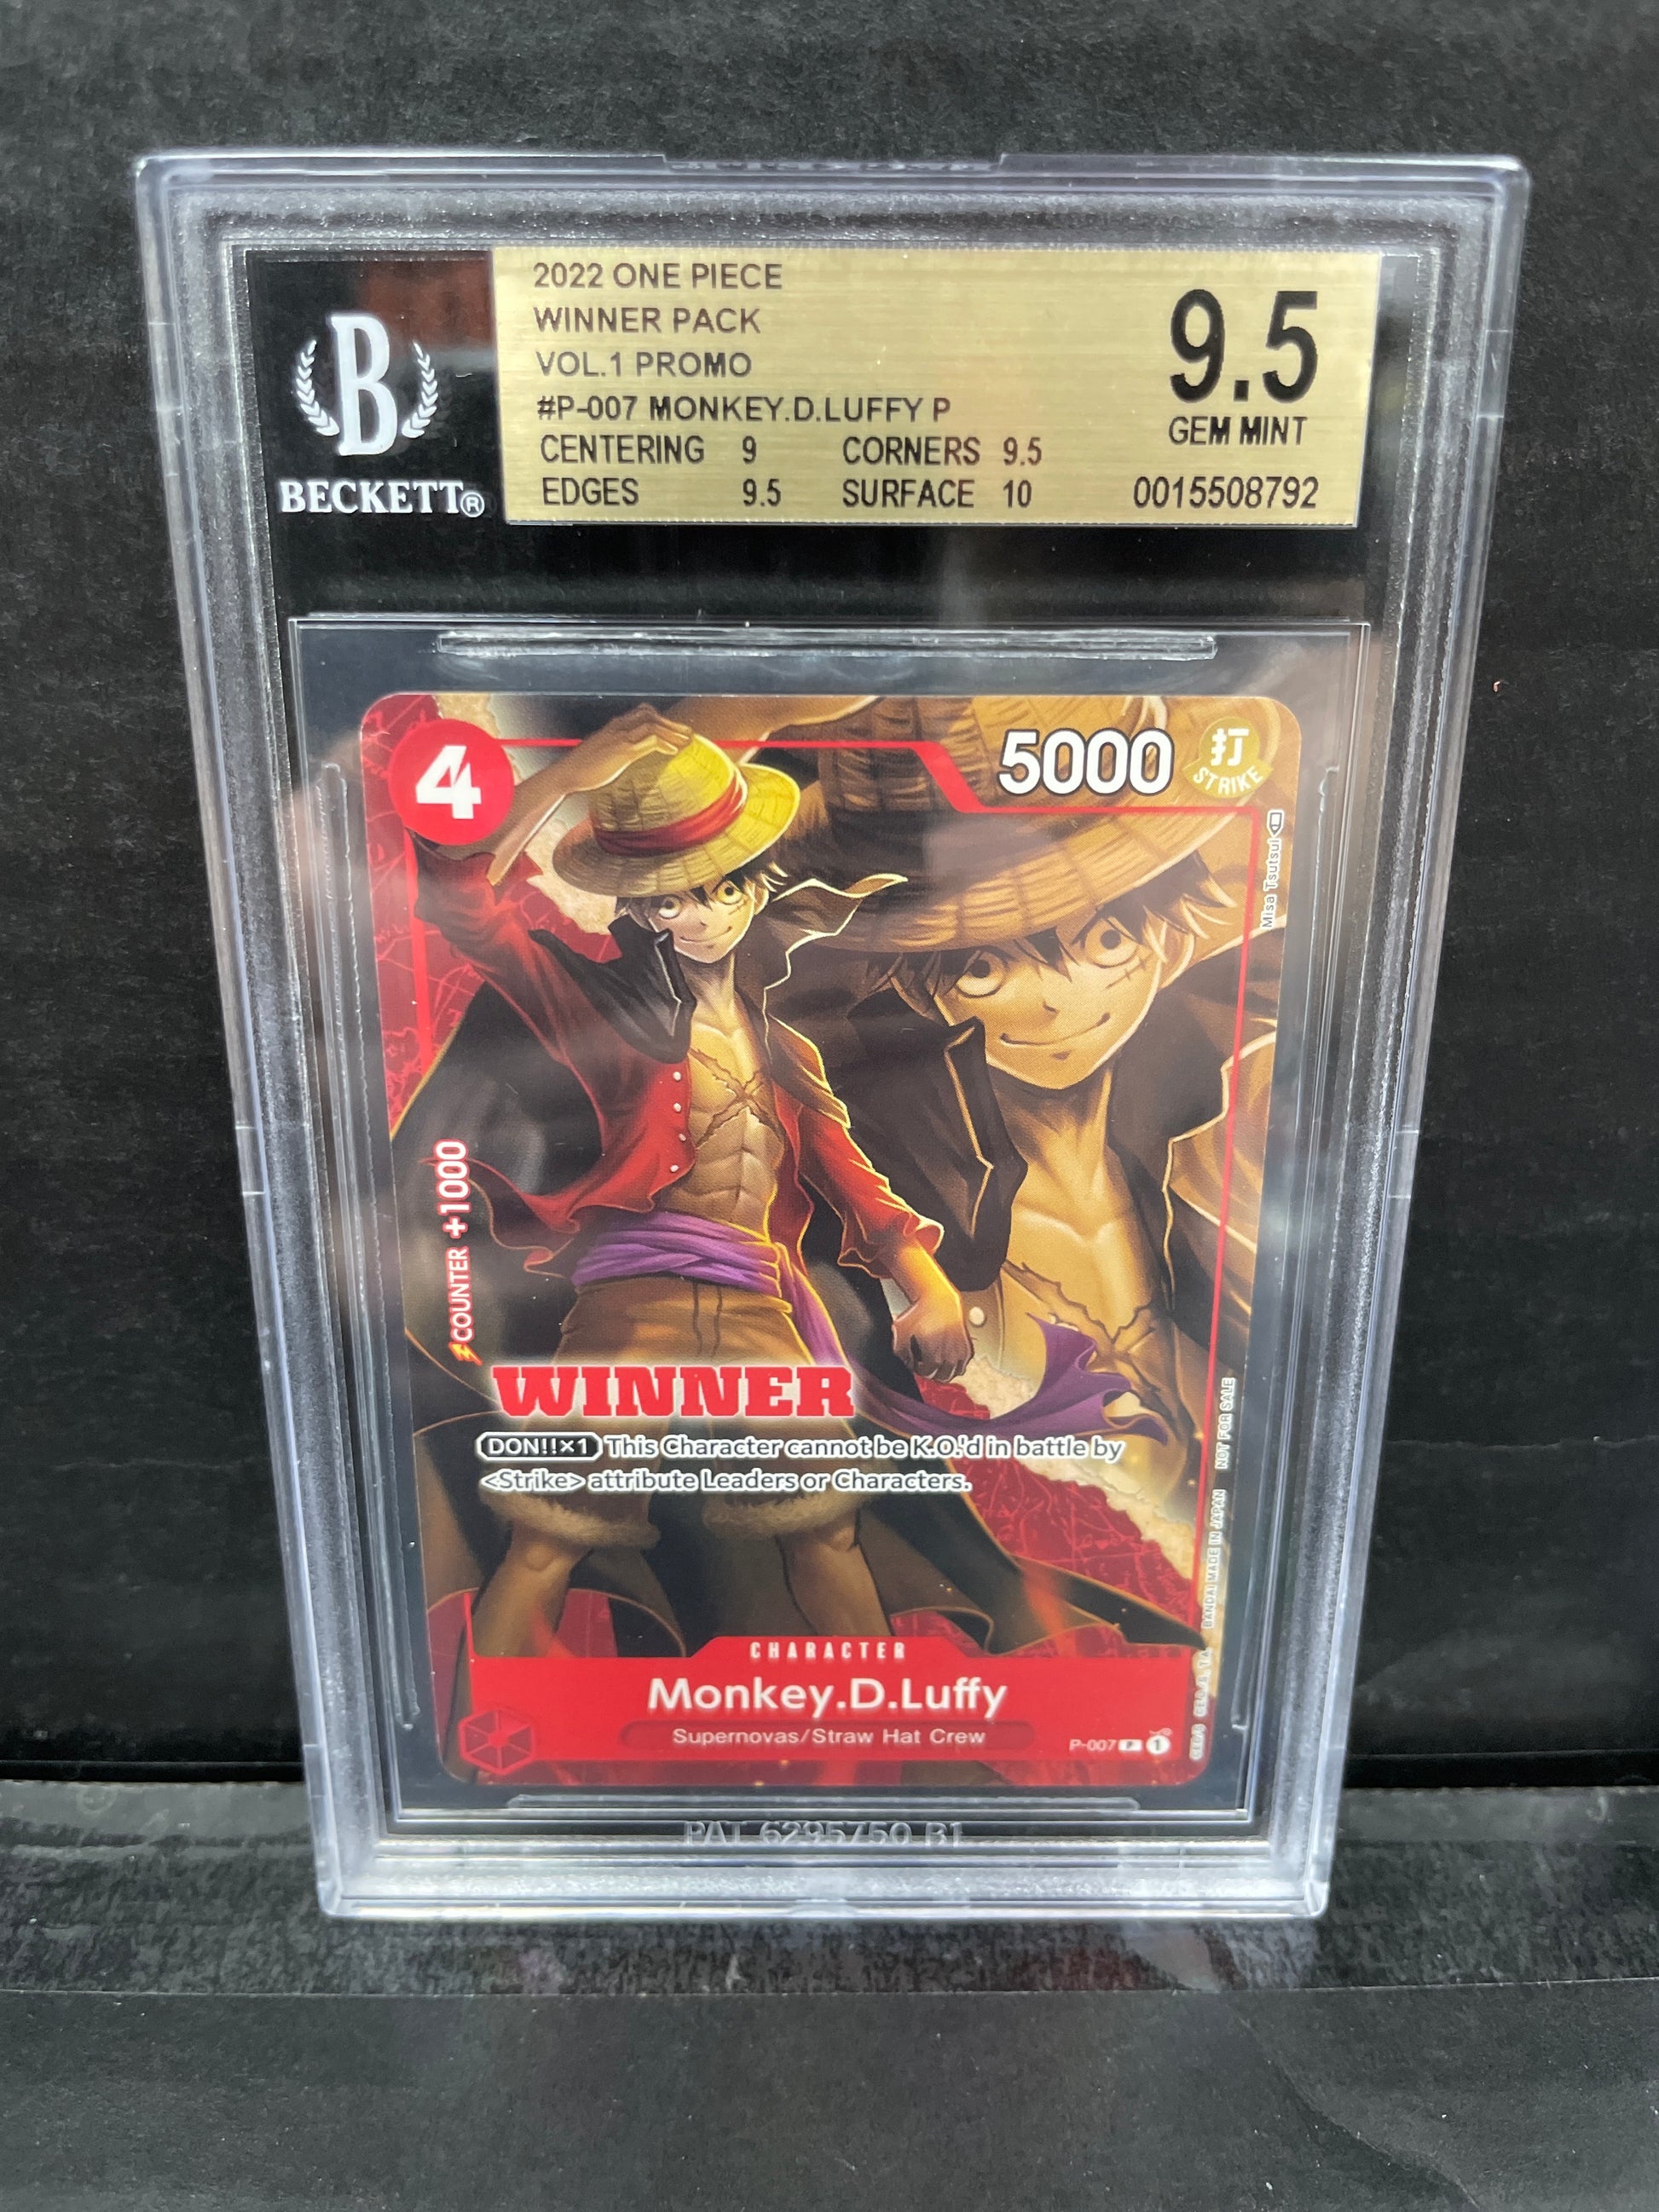 2022 ONE PIECE
WINNER PACK
VOL.1 PROMO
#P-007 MONKEY.D.LUFFY P
CENTERING 9 CORNERS 9.5
EDGES 9.5 SURFACE 10
9.5
GEM MINT
0015508792
B
BECKETT®
4
5000
打
STRIKE
Misa Tsutsui
COUNTER +1000
WINNER
DON!!×1 This Character cannot be K.O.'d in battle by
<Strike> attribute Leaders or Characters.
BANDAI MADE IN JAPAN NOT FOR SALE
CHARACTER
Monkey.D.Luffy
Supernovas/Straw Hat Crew
P-007 P 1
PAT 6295750 B1